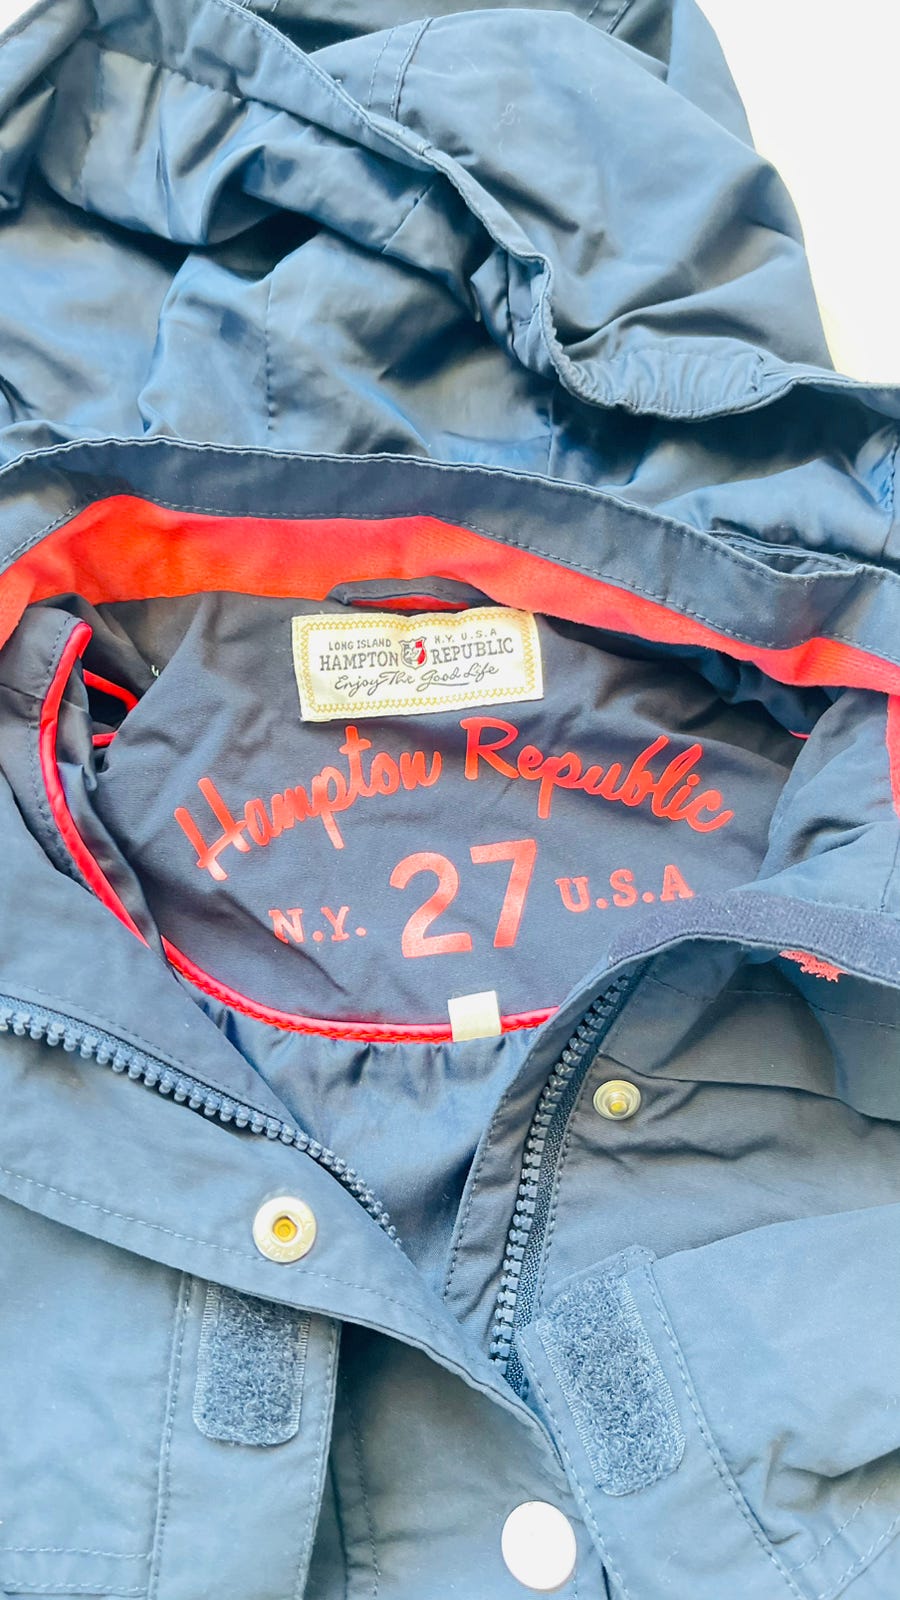 LONG ISLAND N.Y. U.S.A
HAMPTON REPUBLIC
Enjoy The Good Life
Hampton Republic
N.Y. 27 U.S.A